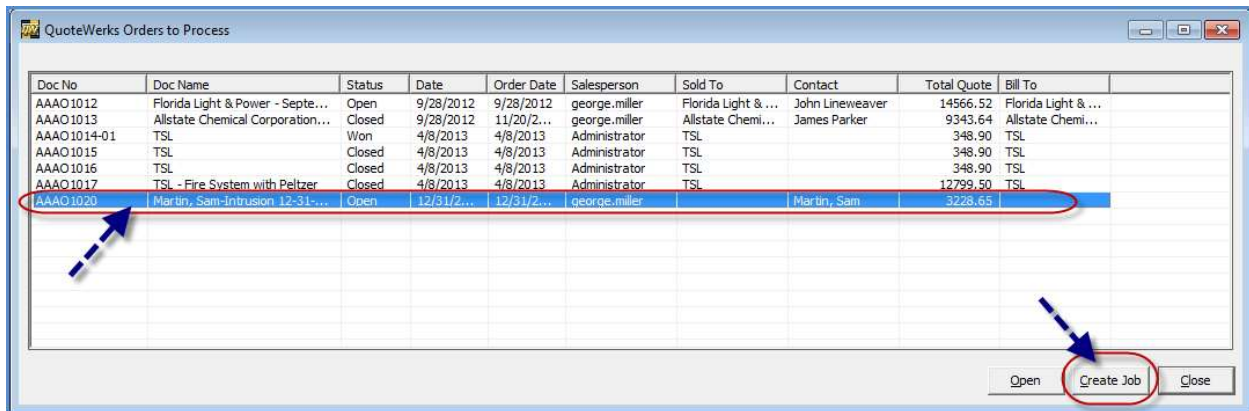 QuoteWerks Orders to Process
Doc No Doc Name Status Date Order Date Salesperson Sold To Contact Total Quote Bill To
AAAO1012 Florida Light & Power - Septe... Open 9/28/2012 9/28/2012 george.miller Florida Light & ... John Lineweaver 14566.52 Florida Light & ...
AAAO1013 Allstate Chemical Corporation... Closed 9/28/2012 11/20/2... george.miller Allstate Chemi... James Parker 9343.64 Allstate Chemi...
AAAO1014-01 TSL Won 4/8/2013 4/8/2013 Administrator TSL 348.90 TSL
AAAO1015 TSL Closed 4/8/2013 4/8/2013 Administrator TSL 348.90 TSL
AAAO1016 TSL Closed 4/8/2013 4/8/2013 Administrator TSL 348.90 TSL
AAAO1017 TSL - Fire System with Peltzer Closed 4/8/2013 4/8/2013 Administrator TSL 12799.50 TSL
AAAO1020 Martin, Sam-Intrusion 12-31-... Open 12/31/2... 12/31/2... george.miller Martin, Sam 3228.65
Open Create Job Close